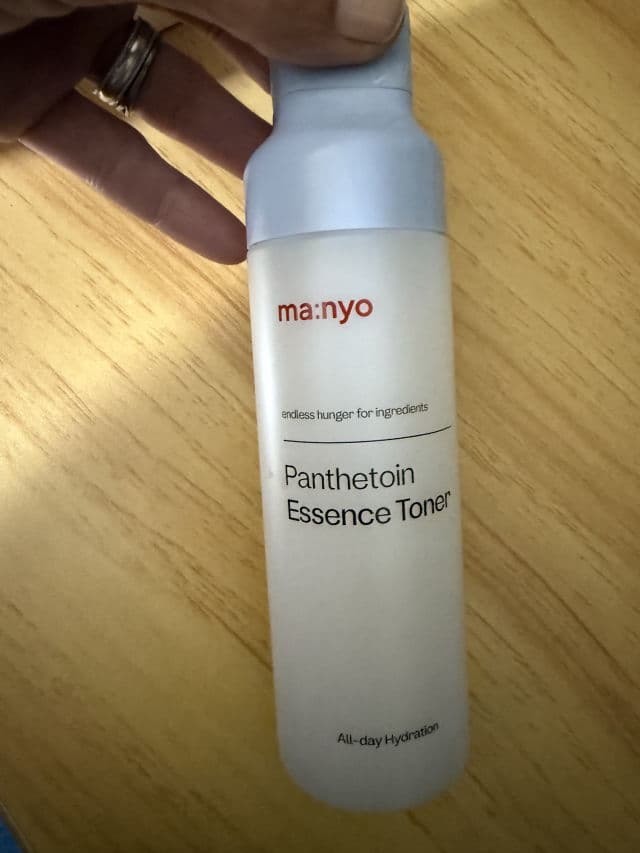 ma:nyo
endless hunger for ingredients
Panthetoin
Essence Toner
All-day Hydration